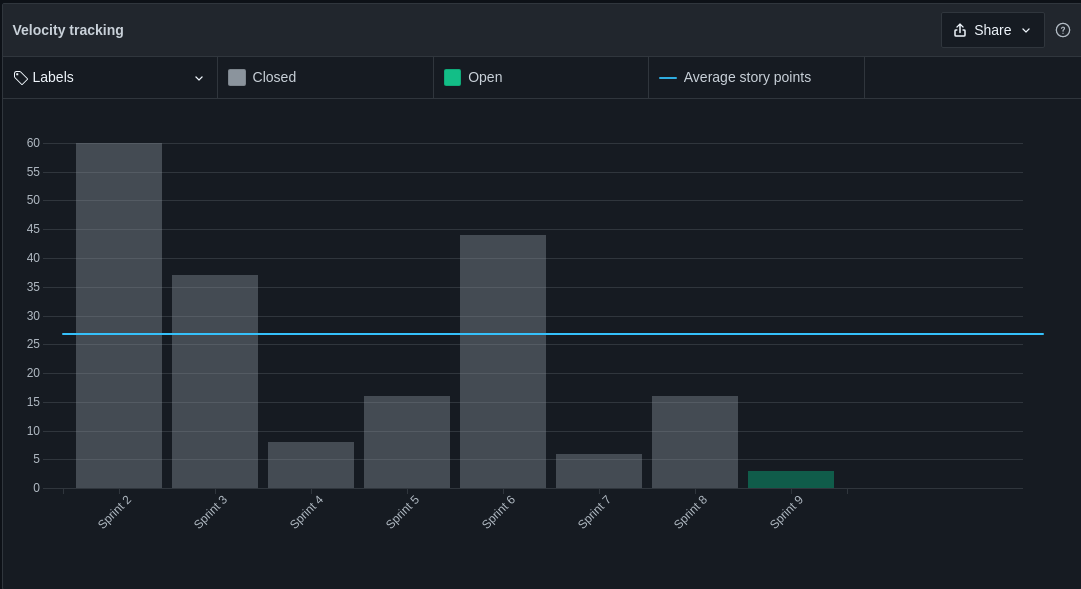 Velocity tracking
Share
Labels
Closed
Open
Average story points
60
55
50
45
40
35
30
25
20
15
10
5
0
Sprint 2
Sprint 3
Sprint 4
Sprint 5
Sprint 6
Sprint 7
Sprint 8
Sprint 9